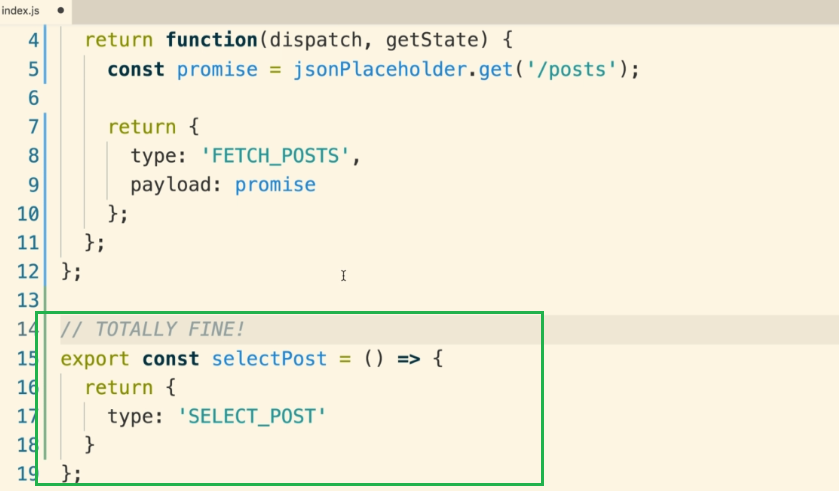 index.js ●
4 return function(dispatch, getState) {
5 const promise = jsonPlaceholder.get('/posts');
6
7 return {
8 type: 'FETCH_POSTS',
9 payload: promise
10 };
11 };
12 };
13
14 // TOTALLY FINE!
15 export const selectPost = () => {
16 return {
17 type: 'SELECT_POST'
18 }
19 };